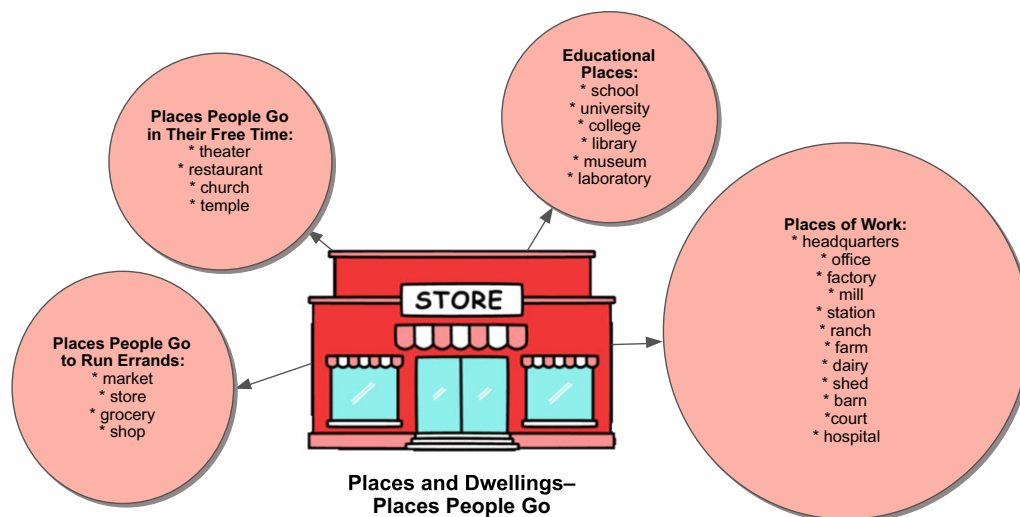 Educational
Places:
* school
* university
* college
* library
* museum
* laboratory
Places People Go
in Their Free Time:
* theater
* restaurant
* church
* temple
Places of Work:
* headquarters
* office
* factory
* mill
* station
* ranch
* farm
* dairy
* shed
* barn
*court
* hospital
STORE
Places People Go
to Run Errands:
* market
* store
* grocery
* shop
Places and Dwellings–
Places People Go